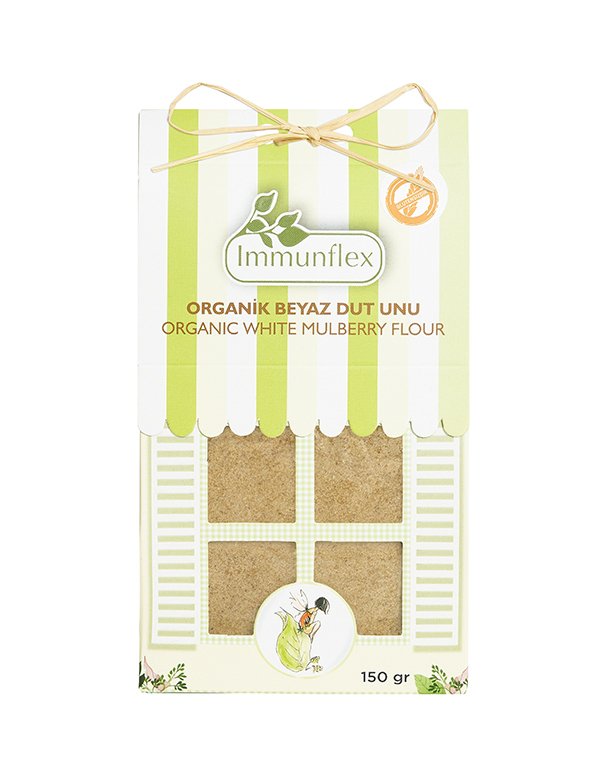 Immunflex
ORGANİK BEYAZ DUT UNU
ORGANIC WHITE MULBERRY FLOUR
150 gr